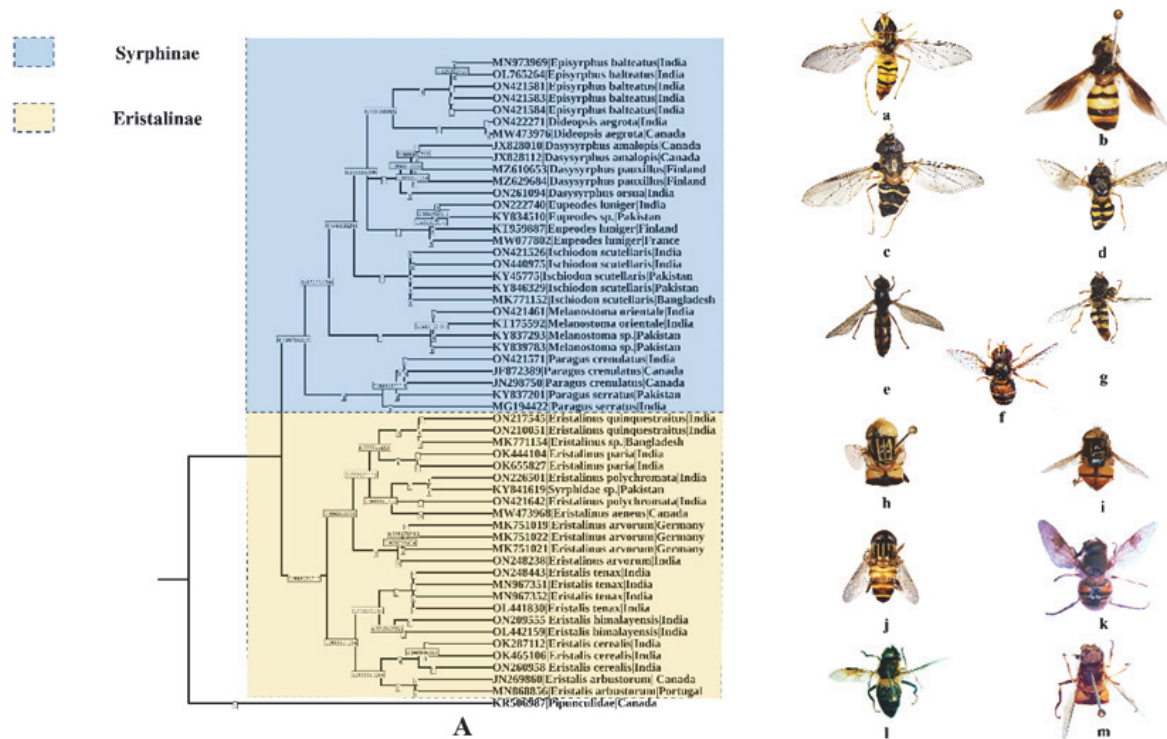 Syrphinae
Eristalinae
MN973969|Episyrphus balteatus|India
OL765264|Episyrphus balteatus|India
ON421581|Episyrphus balteatus|India
ON421583|Episyrphus balteatus|India
ON421584|Episyrphus balteatus|India
ON422271|Dideopsis aegrota|India
MW473976|Dideopsis aegrota|Canada
JX828010|Dasysyrphus amalopis|Canada
JX828112|Dasysyrphus amalopis|Canada
MZ610653|Dasysyrphus pauxillus|Finland
MZ629684|Dasysyrphus pauxillus|Finland
ON261094|Dasysyrphus orsua|India
ON222740|Eupeodes luniger|India
KY834510|Eupeodes sp.|Pakistan
KT959887|Eupeodes luniger|Finland
MW077802|Eupeodes luniger|France
ON421526|Ischiodon scutellaris|India
ON440975|Ischiodon scutellaris|India
KY45775|Ischiodon scutellaris|Pakistan
KY846329|Ischiodon scutellaris|Pakistan
MK771152|Ischiodon scutellaris|Bangladesh
ON421461|Melanostoma orientale|India
KT175592|Melanostoma orientale|India
KY837293|Melanostoma sp.|Pakistan
KY839783|Melanostoma sp.|Pakistan
ON421571|Paragus crenulatus|India
JF872389|Paragus crenulatus|Canada
JN298750|Paragus crenulatus|Canada
KY837201|Paragus serratus|Pakistan
MG194422|Paragus serratus|India
ON217545|Eristalinus quinquestraitus|India
ON210051|Eristalinus quinquestraitus|India
MK771154|Eristalinus sp.|Bangladesh
OK444104|Eristalinus paria|India
OK655827|Eristalinus paria|India
ON226501|Eristalinus polychromata|India
KY841619|Syrphidae sp.|Pakistan
ON421642|Eristalinus polychromata|India
MW473968|Eristalinus aeneus|Canada
MK751019|Eristalinus arvorum|Germany
MK751022|Eristalinus arvorum|Germany
MK751021|Eristalinus arvorum|Germany
ON248238|Eristalinus arvorum|India
ON248443|Eristalis tenax|India
MN967351|Eristalis tenax|India
MN967352|Eristalis tenax|India
OL441830|Eristalis tenax|India
ON209555|Eristalis himalayensis|India
OL442159|Eristalis himalayensis|India
OK287112|Eristalis cerealis|India
OK465106|Eristalis cerealis|India
ON260958|Eristalis cerealis|India
JN269860|Eristalis arbustorum| Canada
MN868856|Eristalis arbustorum|Portugal
KR506987|Pipunculidae|Canada
A
a
b
c
d
e
f
g
h
i
j
k
l
m